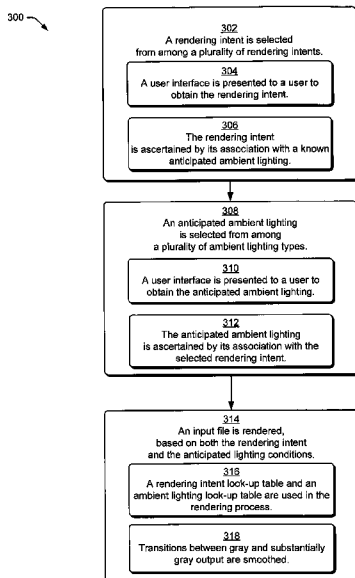 300
302
A rendering intent is selected
from among a plurality of rendering intents.
304
A user interface is presented to a user to
obtain the rendering intent.
306
The rendering intent
is ascertained by its association with a known
anticipated ambient lighting.
308
An anticipated ambient lighting
is selected from among
a plurality of ambient lighting types.
310
A user interface is presented to a user to
obtain the anticipated ambient lighting.
312
The anticipated ambient lighting
is ascertained by its association with the
selected rendering intent.
314
An input file is rendered,
based on both the rendering intent
and the anticipated lighting conditions.
316
A rendering intent look-up table and an
ambient lighting look-up table are used in the
rendering process.
318
Transitions between gray and substantially
gray output are smoothed.